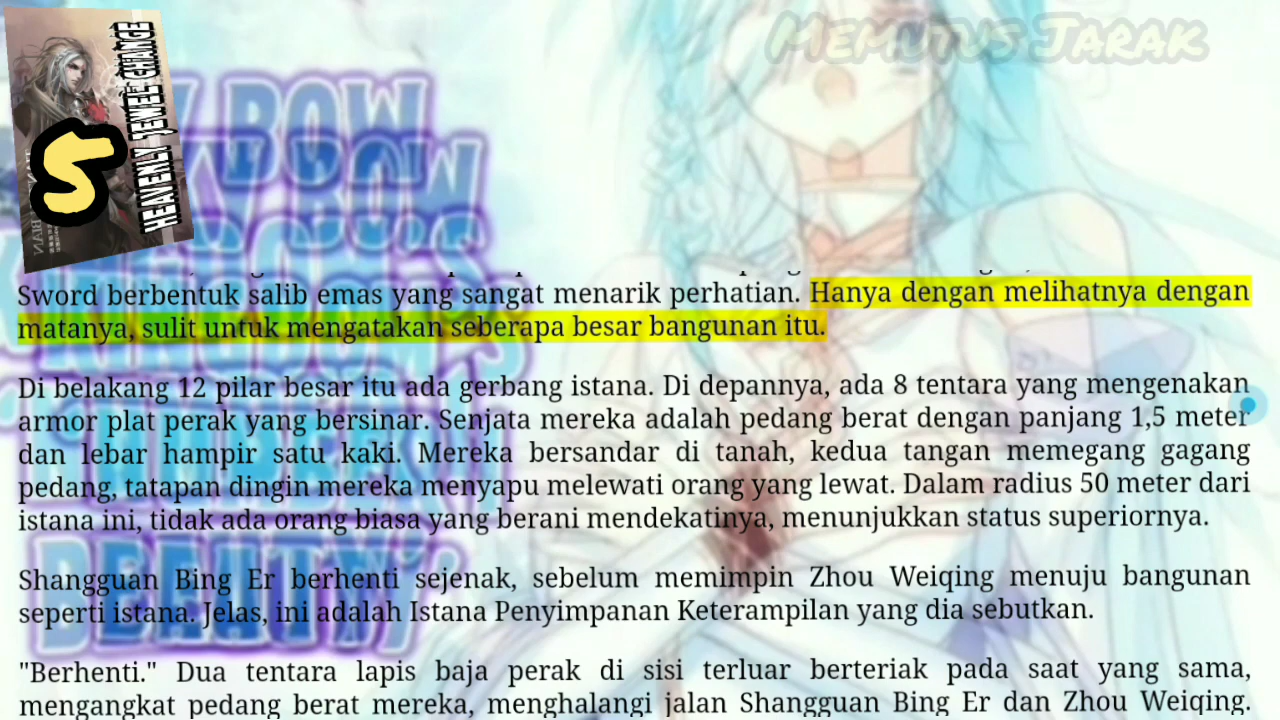 Memutus Jarak
HEAVENLY JEWEL CHANGE
5
BOW
BOW
KINGDOM'S
BEAUTY,
Sword berbentuk salib emas yang sangat menarik perhatian. Hanya dengan melihatnya dengan
matanya, sulit untuk mengatakan seberapa besar bangunan itu.
Di belakang 12 pilar besar itu ada gerbang istana. Di depannya, ada 8 tentara yang mengenakan
armor plat perak yang bersinar. Senjata mereka adalah pedang berat dengan panjang 1,5 meter
dan lebar hampir satu kaki. Mereka bersandar di tanah, kedua tangan memegang gagang
pedang, tatapan dingin mereka menyapu melewati orang yang lewat. Dalam radius 50 meter dari
istana ini, tidak ada orang biasa yang berani mendekatinya, menunjukkan status superiornya.
Shangguan Bing Er berhenti sejenak, sebelum memimpin Zhou Weiqing menuju bangunan
seperti istana. Jelas, ini adalah Istana Penyimpanan Keterampilan yang dia sebutkan.
"Berhenti." Dua tentara lapis baja perak di sisi terluar berteriak pada saat yang sama,
mengangkat pedang berat mereka, menghalangi jalan Shangguan Bing Er dan Zhou Weiqing.